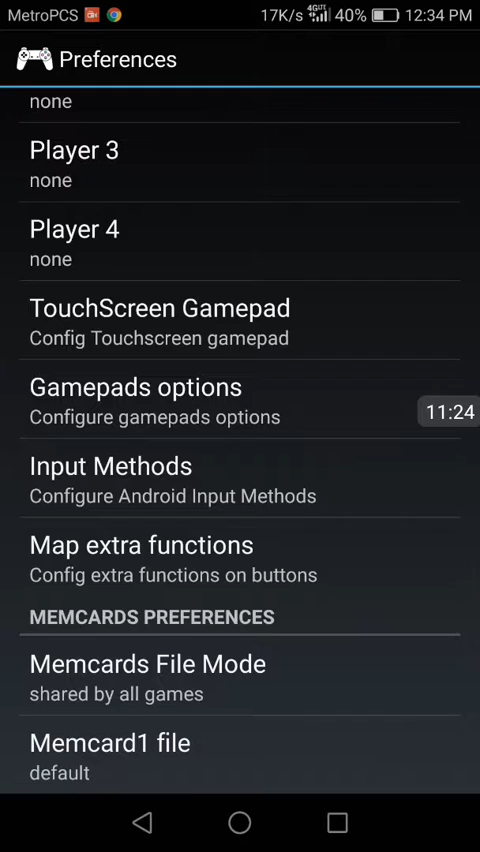 MetroPCS 17K/s 4G LTE 40% 12:34 PM
Preferences
none
Player 3
none
Player 4
none
TouchScreen Gamepad
Config Touchscreen gamepad
Gamepads options
Configure gamepads options
11:24
Input Methods
Configure Android Input Methods
Map extra functions
Config extra functions on buttons
MEMCARDS PREFERENCES
Memcards File Mode
shared by all games
Memcard1 file
default